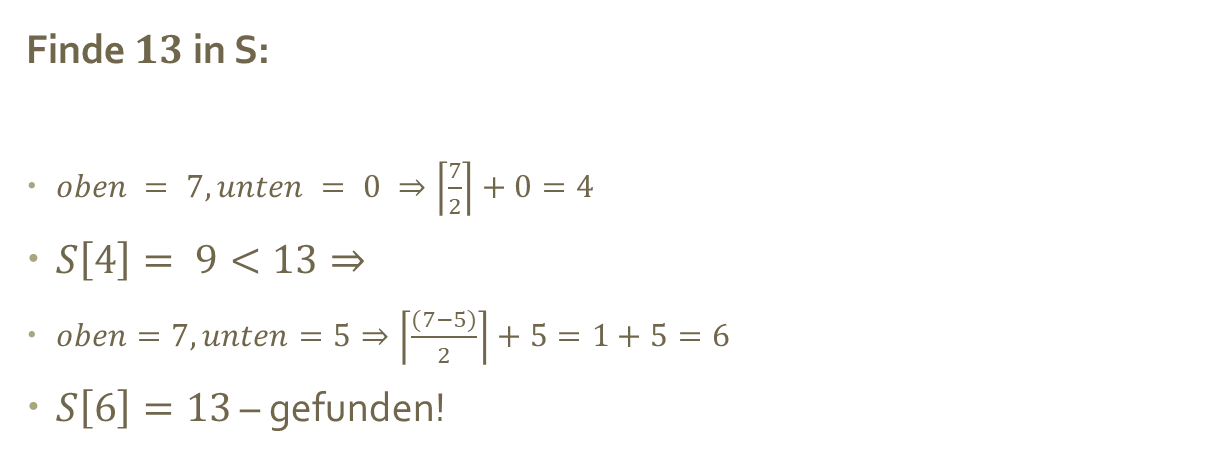 Finde 13 in S:
• oben = 7, unten = 0 ⇒ ⌈7/2⌉ + 0 = 4
• S[4] = 9 < 13 ⇒
• oben = 7, unten = 5 ⇒ ⌈(7−5)/2⌉ + 5 = 1 + 5 = 6
• S[6] = 13 – gefunden!